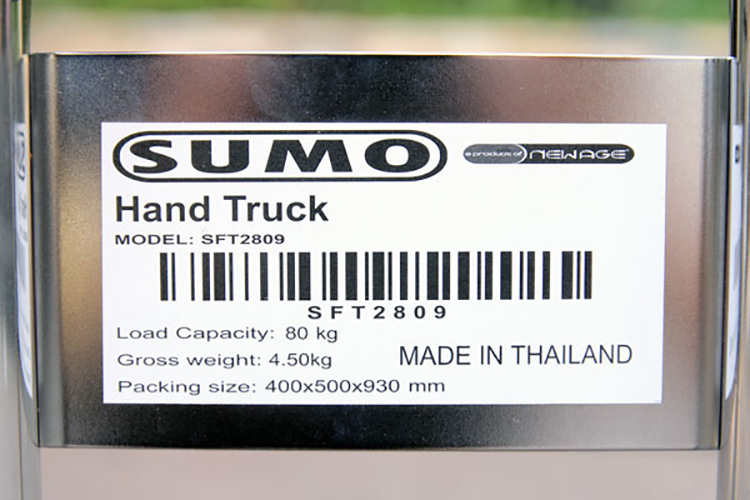 SUMO a product of NEWAGE
Hand Truck
MODEL: SFT2809
SFT2809
Load Capacity: 80 kg
Gross weight: 4.50kg
MADE IN THAILAND
Packing size: 400x500x930 mm